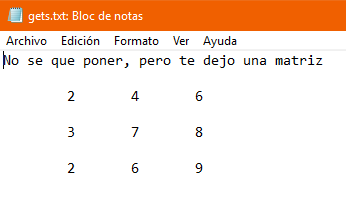 gets.txt: Bloc de notas
Archivo Edición Formato Ver Ayuda
No se que poner, pero te dejo una matriz
2 4 6
3 7 8
2 6 9